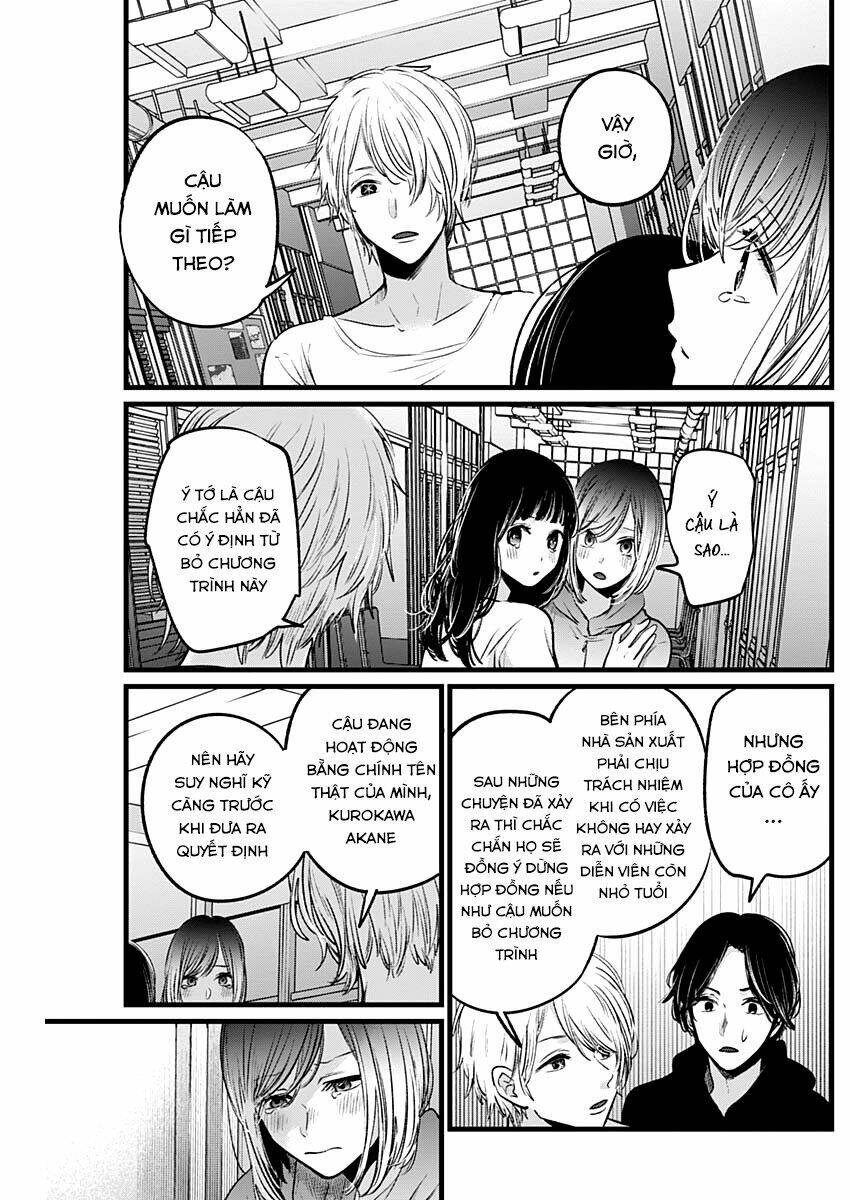 VẬY
GIỜ,
CẬU
MUỐN LÀM
GÌ TIẾP
THEO?
Ý
CẬU LÀ
SAO...
Ý TỚ LÀ CẬU
CHẮC HẲN ĐÃ
CÓ Ý ĐỊNH TỪ
BỎ CHƯƠNG
TRÌNH NÀY
NHƯNG
HỢP ĐỒNG
CỦA CÔ ẤY
...
BÊN PHÍA
NHÀ SẢN XUẤT
PHẢI CHỊU
TRÁCH NHIỆM
KHI CÓ VIỆC
KHÔNG HAY XẢY
RA VỚI NHỮNG
DIỄN VIÊN CÒN
NHỎ TUỔI
SAU NHỮNG
CHUYỆN ĐÃ XẢY
RA THÌ CHẮC
CHẮN HỌ SẼ
ĐỒNG Ý DỪNG
HỢP ĐỒNG NẾU
NHƯ CẬU MUỐN
BỎ CHƯƠNG
TRÌNH
CẬU ĐANG
HOẠT ĐỘNG
BẰNG CHÍNH TÊN
THẬT CỦA MÌNH,
KUROKAWA
AKANE
NÊN HÃY
SUY NGHĨ KỸ
CÀNG TRƯỚC
KHI ĐƯA RA
QUYẾT ĐỊNH